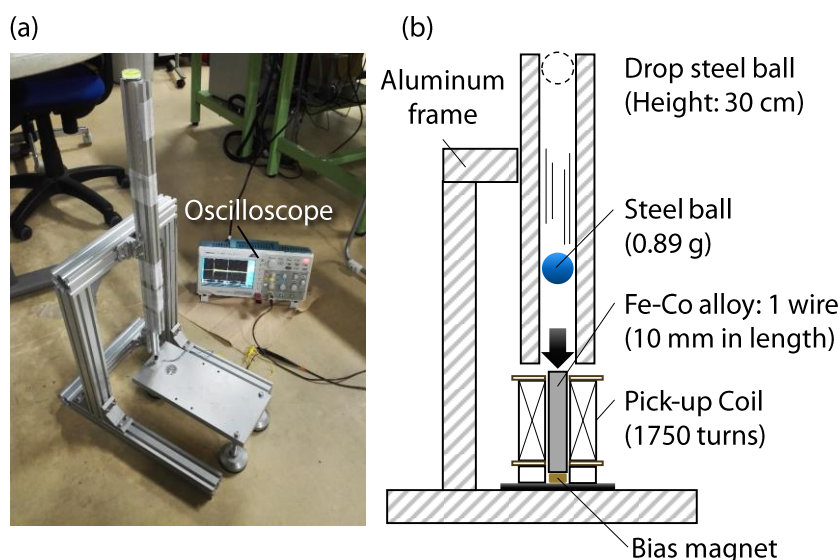 (a)
Oscilloscope
(b)
Aluminum
frame
Drop steel ball
(Height: 30 cm)
Steel ball
(0.89 g)
Fe-Co alloy: 1 wire
(10 mm in length)
Pick-up Coil
(1750 turns)
Bias magnet